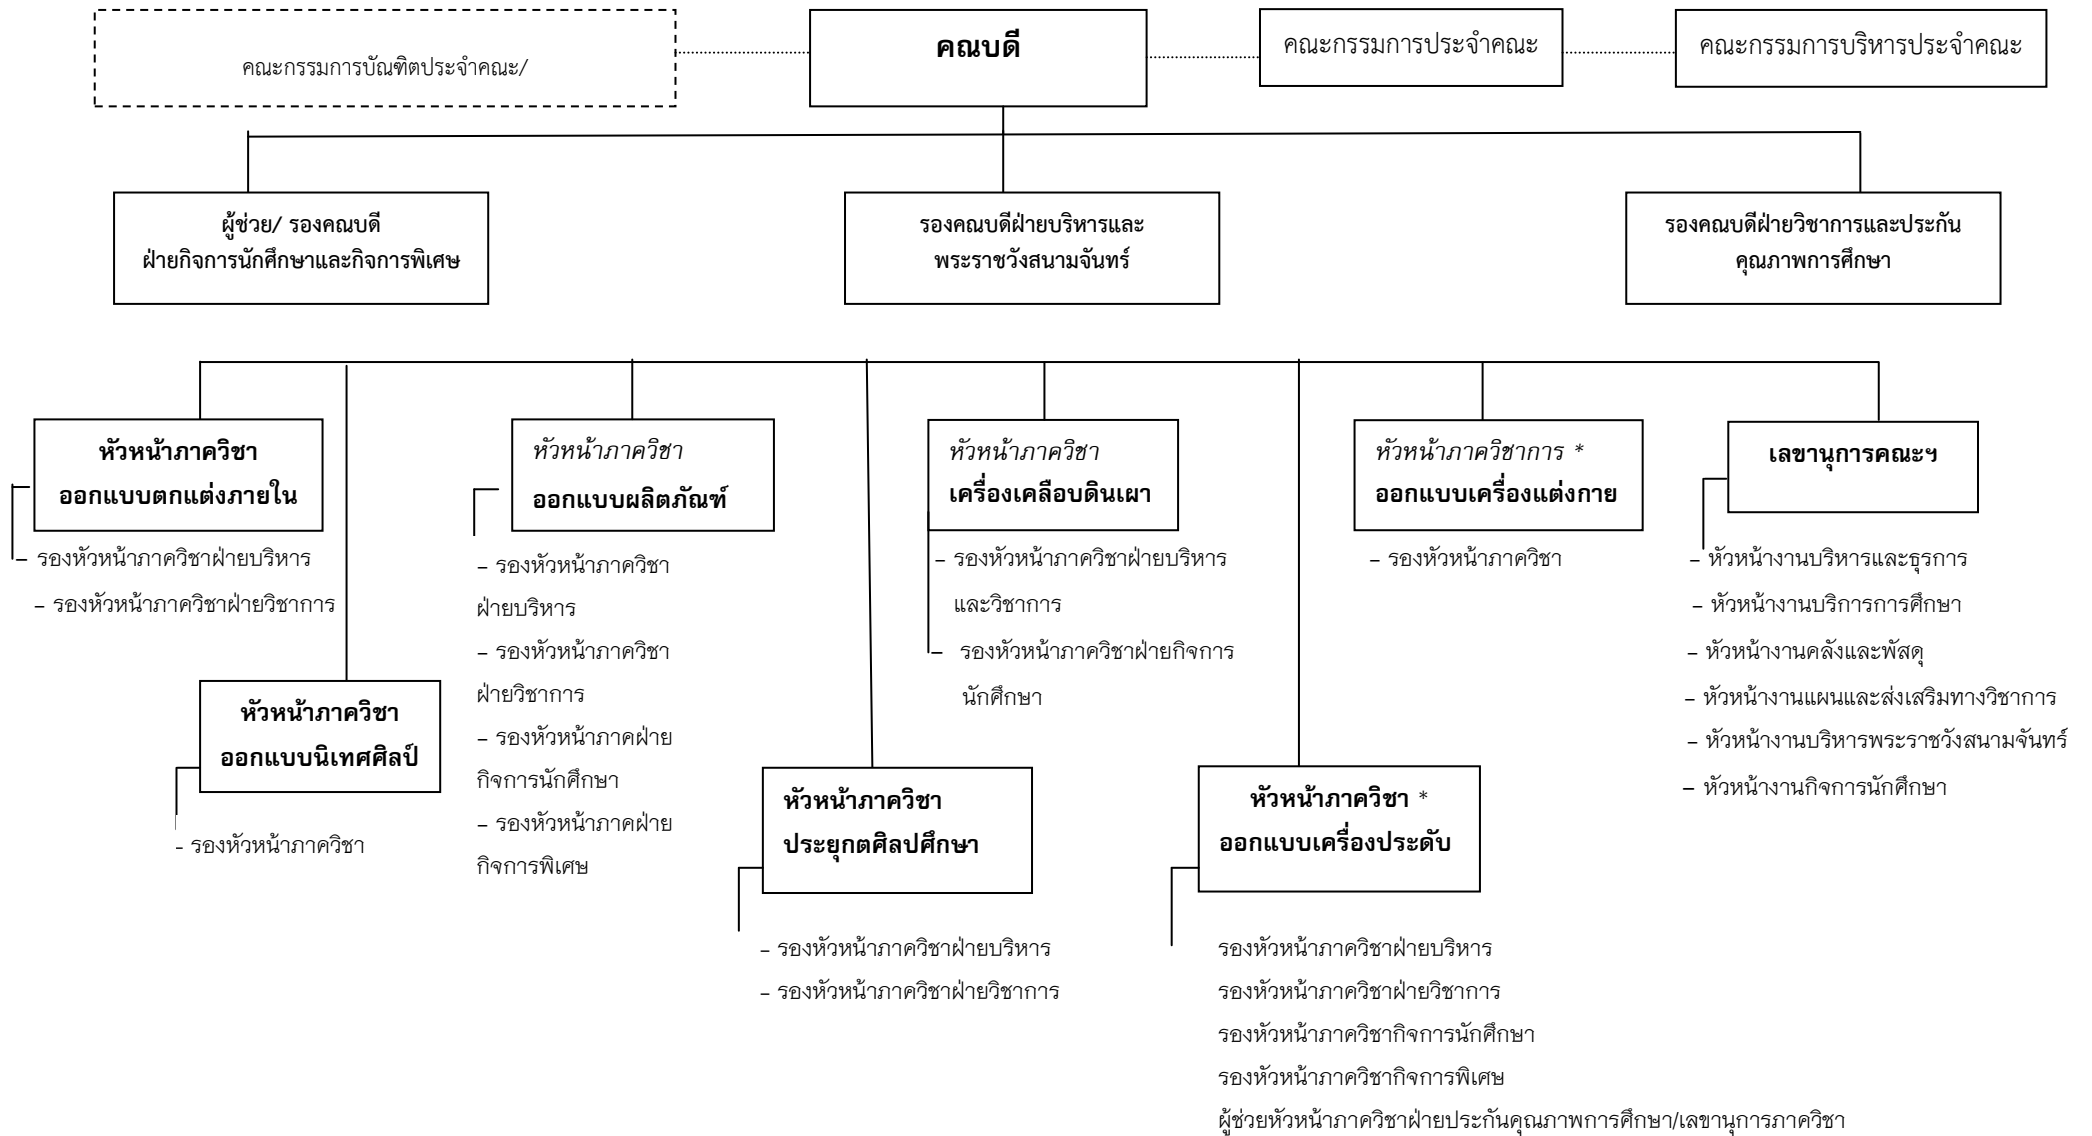 คณบดี
คณะกรรมการบัณฑิตประจำคณะ/
คณะกรรมการประจำคณะ
คณะกรรมการบริหารประจำคณะ
ผู้ช่วย/ รองคณบดี
ฝ่ายกิจการนักศึกษาและกิจการพิเศษ
รองคณบดีฝ่ายบริหารและ
พระราชวังสนามจันทร์
รองคณบดีฝ่ายวิชาการและประกัน
คุณภาพการศึกษา
หัวหน้าภาควิชา
ออกแบบตกแต่งภายใน
– รองหัวหน้าภาควิชาฝ่ายบริหาร
– รองหัวหน้าภาควิชาฝ่ายวิชาการ
หัวหน้าภาควิชา
ออกแบบนิเทศศิลป์
- รองหัวหน้าภาควิชา
หัวหน้าภาควิชา
ออกแบบผลิตภัณฑ์
– รองหัวหน้าภาควิชา
ฝ่ายบริหาร
– รองหัวหน้าภาควิชา
ฝ่ายวิชาการ
– รองหัวหน้าภาคฝ่าย
กิจการนักศึกษา
– รองหัวหน้าภาคฝ่าย
กิจการพิเศษ
หัวหน้าภาควิชา
ประยุกตศิลปศึกษา
– รองหัวหน้าภาควิชาฝ่ายบริหาร
– รองหัวหน้าภาควิชาฝ่ายวิชาการ
หัวหน้าภาควิชา
เครื่องเคลือบดินเผา
– รองหัวหน้าภาควิชาฝ่ายบริหาร
และวิชาการ
– รองหัวหน้าภาควิชาฝ่ายกิจการ
นักศึกษา
หัวหน้าภาควิชา *
ออกแบบเครื่องประดับ
รองหัวหน้าภาควิชาฝ่ายบริหาร
รองหัวหน้าภาควิชาฝ่ายวิชาการ
รองหัวหน้าภาควิชากิจการนักศึกษา
รองหัวหน้าภาควิชากิจการพิเศษ
ผู้ช่วยหัวหน้าภาควิชาฝ่ายประกันคุณภาพการศึกษา/เลขานุการภาควิชา
หัวหน้าภาควิชาการ *
ออกแบบเครื่องแต่งกาย
– รองหัวหน้าภาควิชา
เลขานุการคณะฯ
– หัวหน้างานบริหารและธุรการ
– หัวหน้างานบริการการศึกษา
– หัวหน้างานคลังและพัสดุ
– หัวหน้างานแผนและส่งเสริมทางวิชาการ
– หัวหน้างานบริหารพระราชวังสนามจันทร์
– หัวหน้างานกิจการนักศึกษา